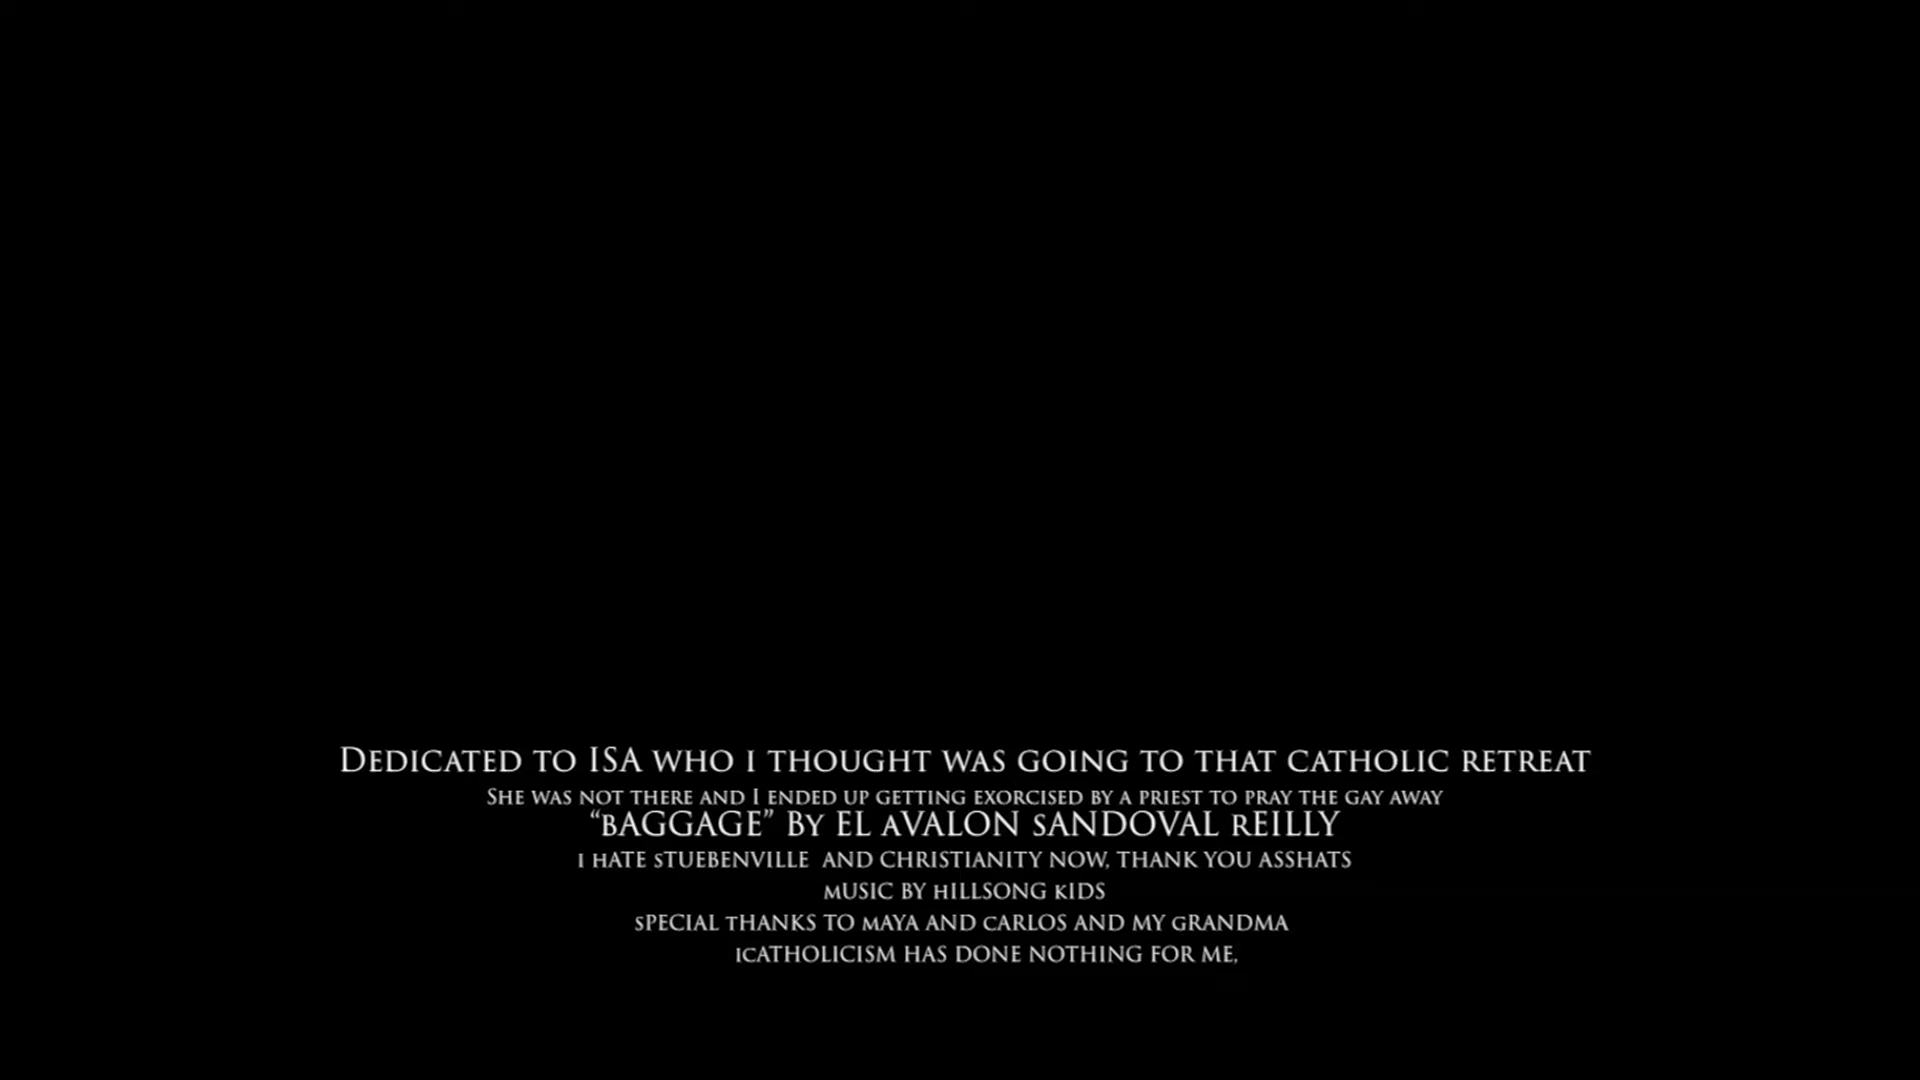 Dedicated to ISA who i thought was going to that catholic retreat
She was not there and I ended up getting exorcised by a priest to pray the gay away
“bAGGAGE” By EL aVALON sANDOVAL rEILLY
i hATE sTUEBENVILLE  AND CHRISTIANITY NOW, THANK YOU ASSHATS
mUSIC BY hILLSONG kIDS
sPECIAL tHANKS TO mAYA AND cARLOS AND MY gRANDMA
icATHOLICISM HAS DONE NOTHING FOR ME,